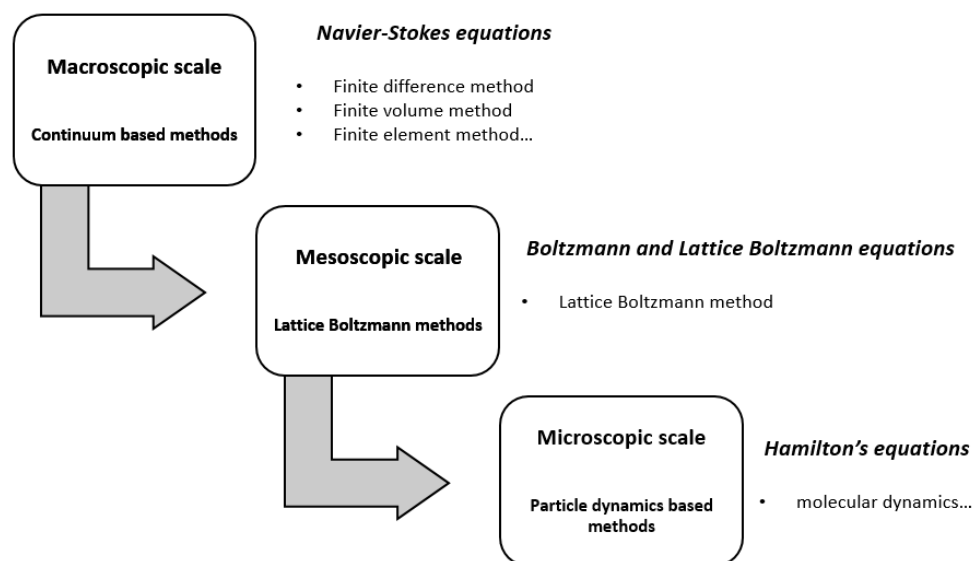 Macroscopic scale
Continuum based methods
Navier-Stokes equations
• Finite difference method
• Finite volume method
• Finite element method…
Mesoscopic scale
Lattice Boltzmann methods
Boltzmann and Lattice Boltzmann equations
• Lattice Boltzmann method
Microscopic scale
Particle dynamics based
methods
Hamilton’s equations
• molecular dynamics…